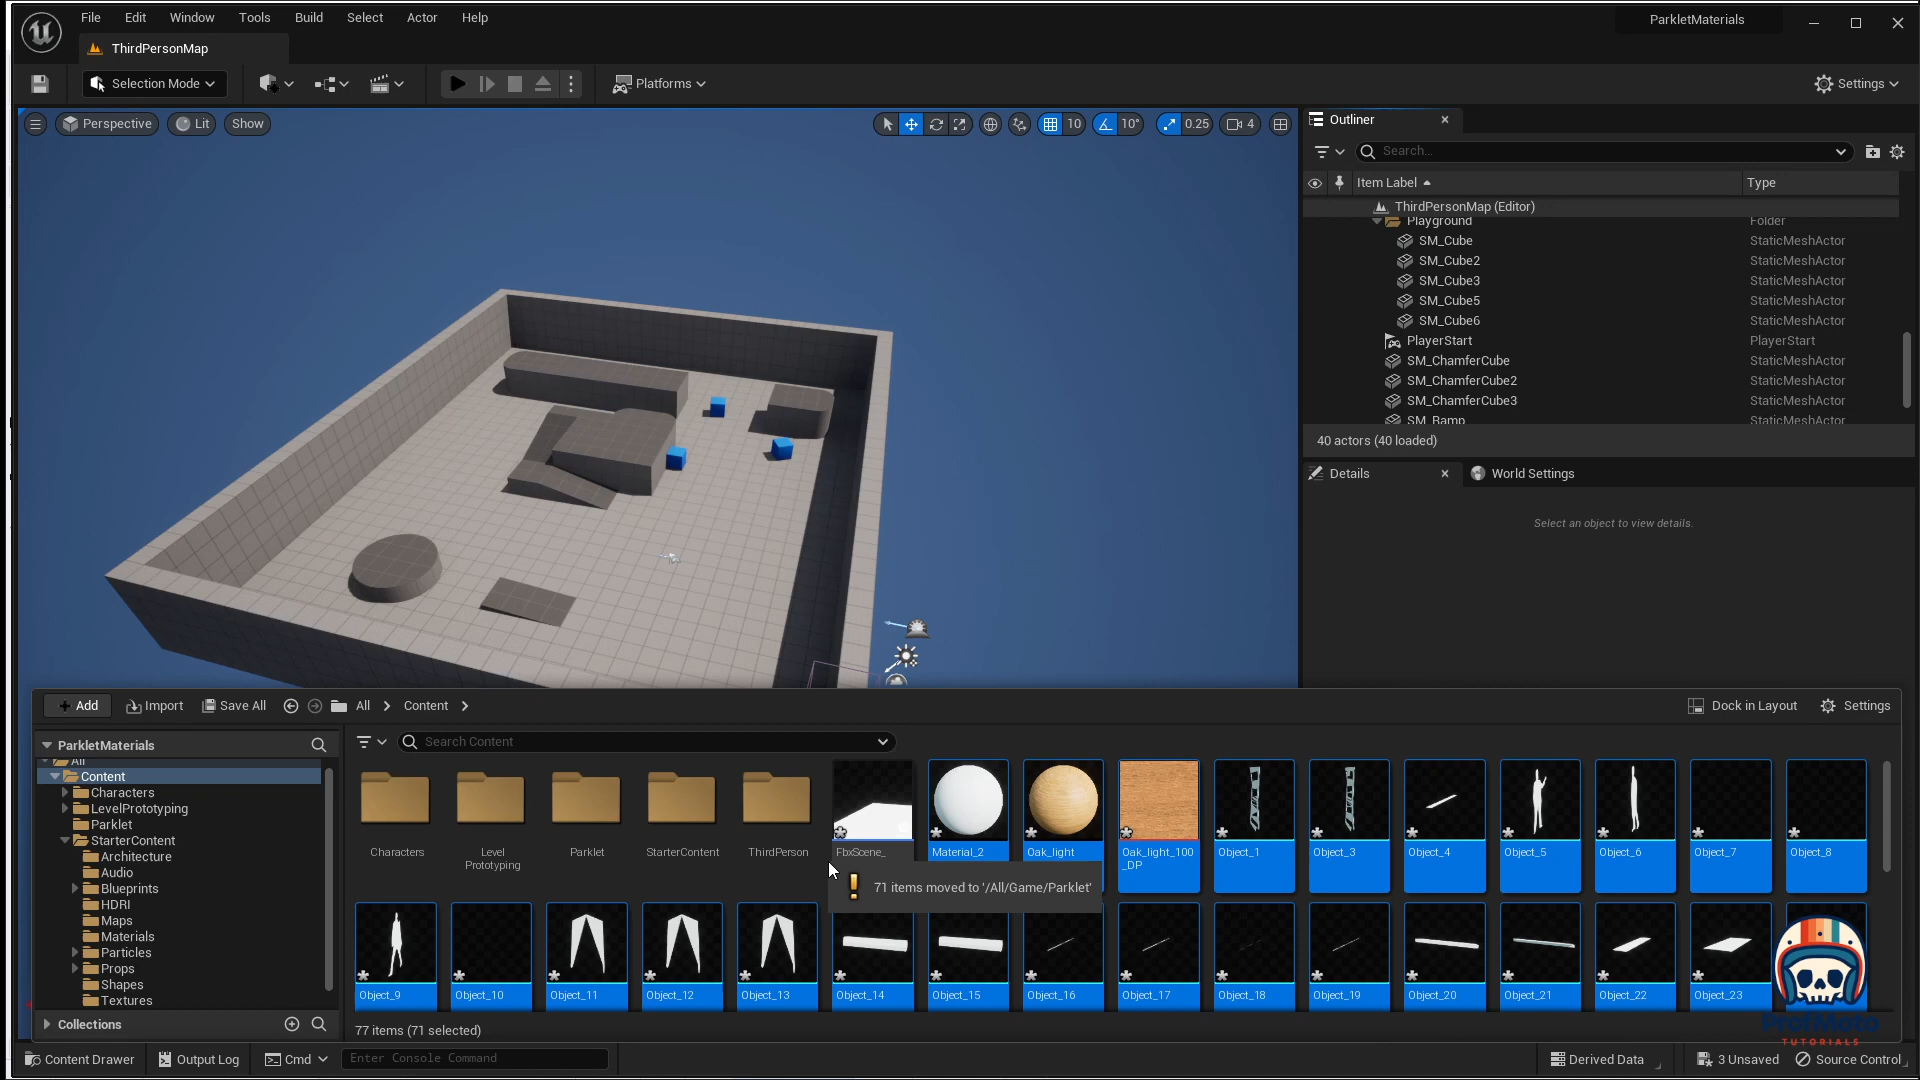 File Edit Window Tools Build Select Actor Help
ParkletMaterials
ThirdPersonMap
Selection Mode
Platforms
Settings
Perspective Lit Show
10 10° 0.25 4
Outliner
Search...
Item Label Type
ThirdPersonMap (Editor)
Playground Folder
SM_Cube StaticMeshActor
SM_Cube2 StaticMeshActor
SM_Cube3 StaticMeshActor
SM_Cube5 StaticMeshActor
SM_Cube6 StaticMeshActor
PlayerStart PlayerStart
SM_ChamferCube StaticMeshActor
SM_ChamferCube2 StaticMeshActor
SM_ChamferCube3 StaticMeshActor
SM_Ramp StaticMeshActor
40 actors (40 loaded)
Details World Settings
Select an object to view details.
+ Add Import Save All All Content
Dock in Layout Settings
ParkletMaterials
Search Content
All
Content
Characters
LevelPrototyping
Parklet
StarterContent
Architecture
Audio
Blueprints
HDRI
Maps
Materials
Particles
Props
Shapes
Textures
Collections
Characters Level Parklet StarterContent ThirdPerson FbxScene_ Material_2 Oak_light Oak_light_100 Object_1 Object_3 Object_4 Object_5 Object_6 Object_7 Object_8
Prototyping _DP
71 items moved to '/All/Game/Parklet'
Object_9 Object_10 Object_11 Object_12 Object_13 Object_14 Object_15 Object_16 Object_17 Object_18 Object_19 Object_20 Object_21 Object_22 Object_23
77 items (71 selected)
ProfMoto
TUTORIALS
Content Drawer Output Log Cmd Enter Console Command
Derived Data 3 Unsaved Source Control